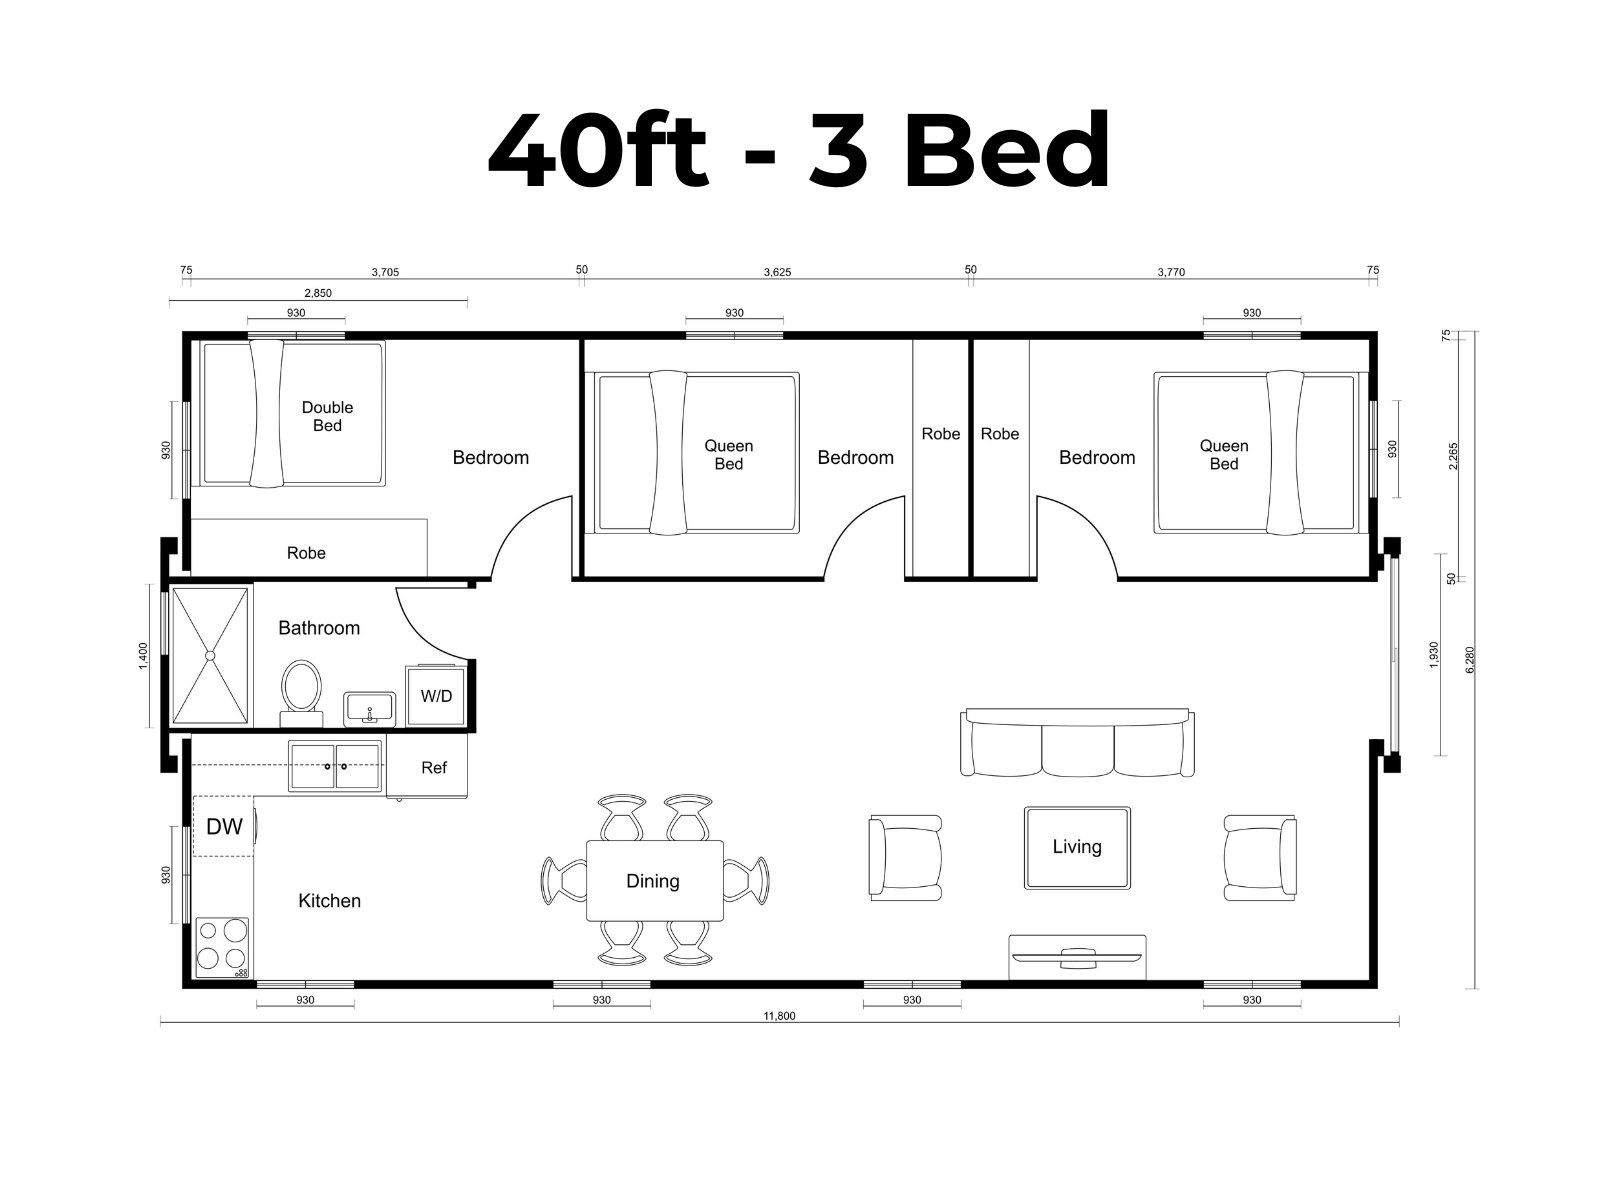 40ft - 3 Bed
75 3,705 50 3,625 50 3,770 75
2,850
930 930 930
75
Double
Bed
Queen
Bed
Queen
Bed
Robe Robe
Bedroom Bedroom Bedroom
930
930
2,265
Robe
50
Bathroom
1,400
1,930
6,280
W/D
Ref
DW
Living
930
Dining
Kitchen
930 930 930 930
11,800